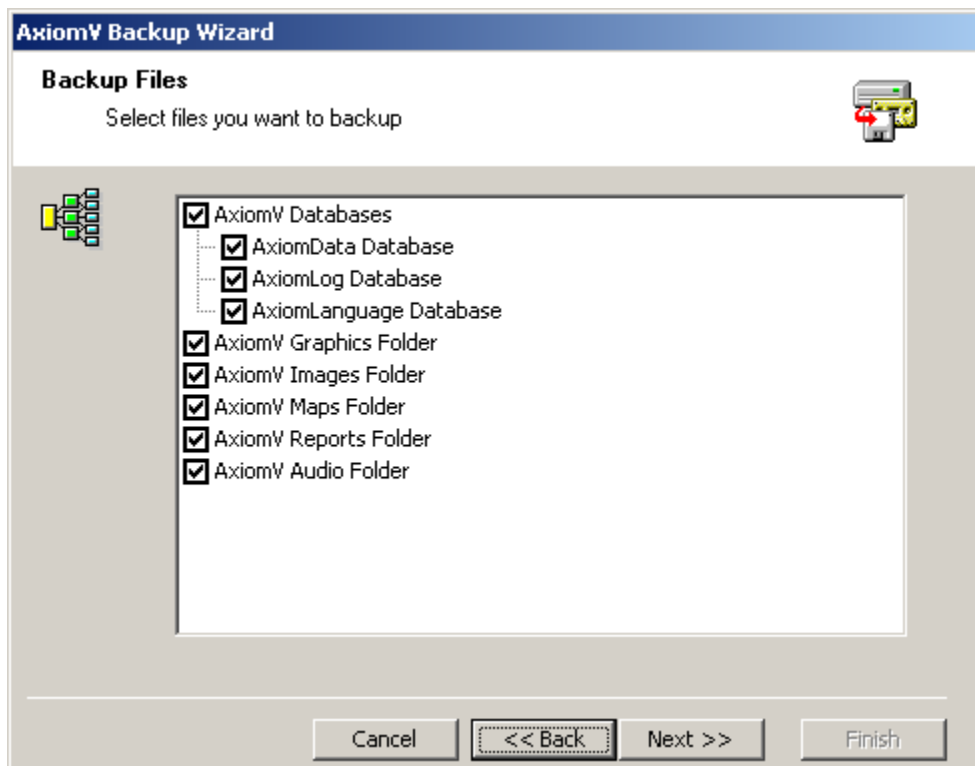 AxiomV Backup Wizard
Backup Files
Select files you want to backup
AxiomV Databases
AxiomData Database
AxiomLog Database
AxiomLanguage Database
AxiomV Graphics Folder
AxiomV Images Folder
AxiomV Maps Folder
AxiomV Reports Folder
AxiomV Audio Folder
Cancel
<< Back
Next >>
Finish